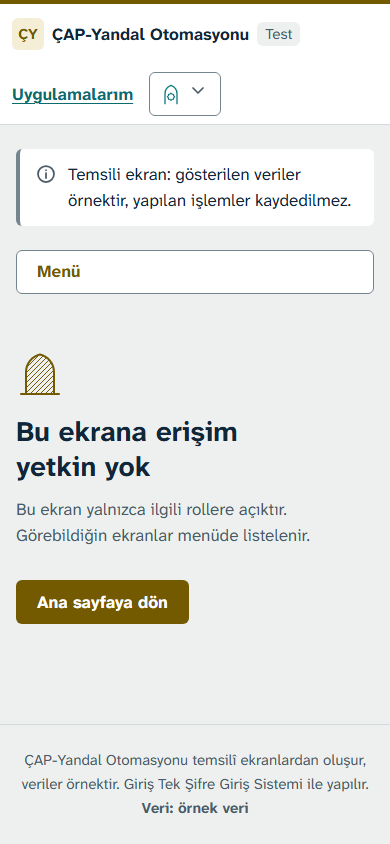 ÇY ÇAP-Yandal Otomasyonu Test
Uygulamalarım
Temsili ekran: gösterilen veriler
örnektir, yapılan işlemler kaydedilmez.
Menü
Bu ekrana erişim
yetkin yok
Bu ekran yalnızca ilgili rollere açıktır.
Görebildiğin ekranlar menüde listelenir.
Ana sayfaya dön
ÇAP-Yandal Otomasyonu temsilî ekranlardan oluşur,
veriler örnektir. Giriş Tek Şifre Giriş Sistemi ile yapılır.
Veri: örnek veri